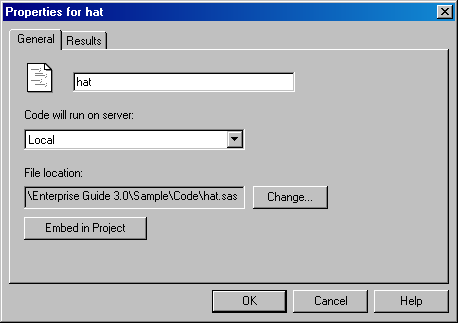 Properties for hat
General Results
hat
Code will run on server:
Local
File location:
\Enterprise Guide 3.0\Sample\Code\hat.sas Change...
Embed in Project
OK Cancel Help